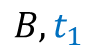 B, t₁